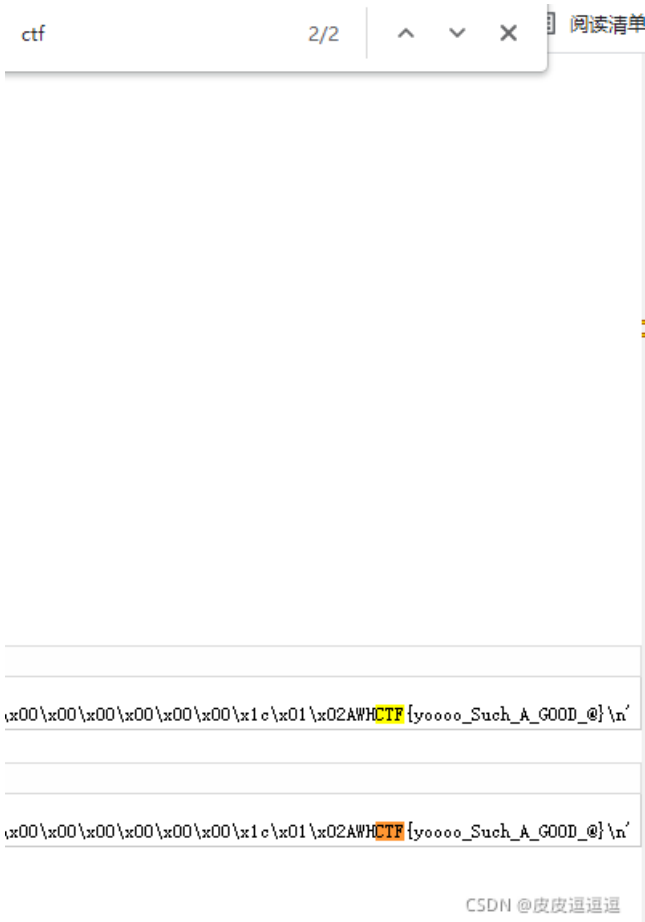 ctf 2/2 阅读清单
\x00\x00\x00\x00\x00\x00\x1c\x01\x02AWHCTF{yoooo_Such_A_GOOD_@}\n'
\x00\x00\x00\x00\x00\x00\x1c\x01\x02AWHCTF{yoooo_Such_A_GOOD_@}\n'
CSDN @皮皮逗逗逗